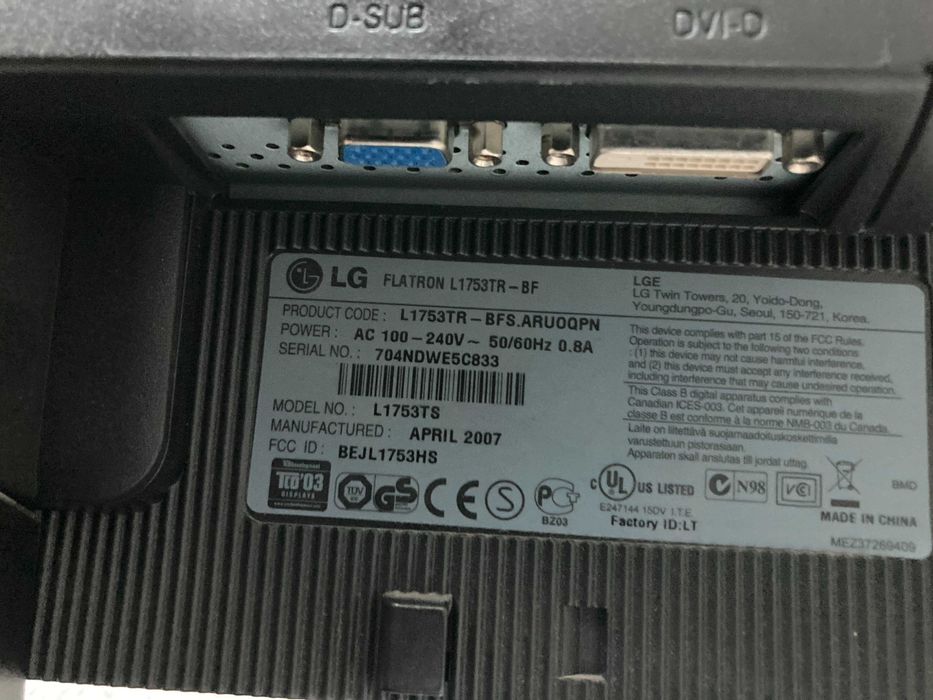 D-SUB
DVI-D
LG FLATRON L1753TR-BF
PRODUCT CODE : L1753TR-BFS.ARUOQPN
POWER : AC 100-240V~ 50/60Hz 0.8A
SERIAL NO. : 704NDWE5C833
MODEL NO. : L1753TS
MANUFACTURED : APRIL 2007
FCC ID : BEJL1753HS
LGE
LG Twin Towers, 20, Yoido-Dong,
Youngdungpo-Gu, Seoul, 150-721, Korea.
This device complies with part 15 of the FCC Rules.
Operation is subject to the following two conditions
: (1) this device may not cause harmful interference,
and (2) this device must accept any interference received,
including interference that may cause undesired operation.
This Class B digital apparatus complies with
Canadian ICES-003. Cet appareil numérique de la
classe B est conforme à la norme NMB-003 du Canada.
Laite on liitettävä suojamaadoituskoskettimilla
varustettuun pistorasiaan.
Apparaten skall anslutas till jordat uttag.
TCO'03
DISPLAYS
TÜV
GS
CE
S
PCT
BZ03
c UL US LISTED
E247144 15DV I.T.E.
Factory ID:LT
C N98
VCI
BMD
MADE IN CHINA
MEZ37269409